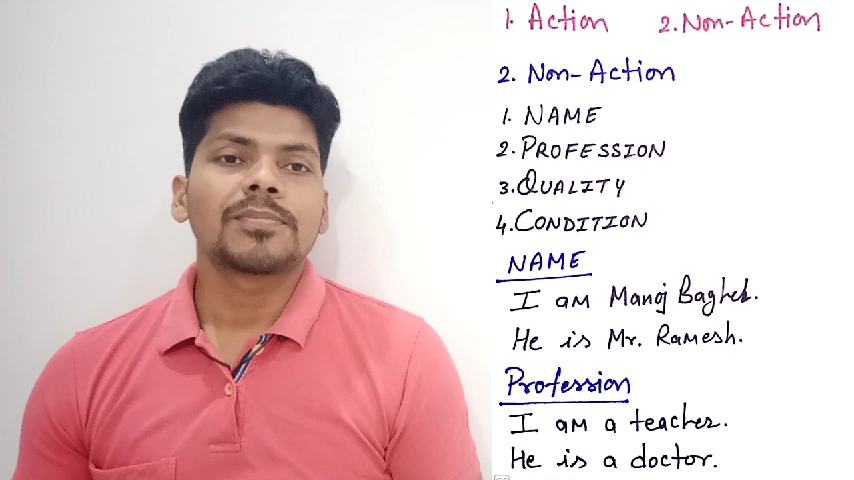 1. Action 2. Non-Action
2. Non-Action
1. NAME
2. PROFESSION
3. QUALITY
4. CONDITION
NAME
I am Manoj Baghel.
He is Mr. Ramesh.
Profession
I am a teacher.
He is a doctor.